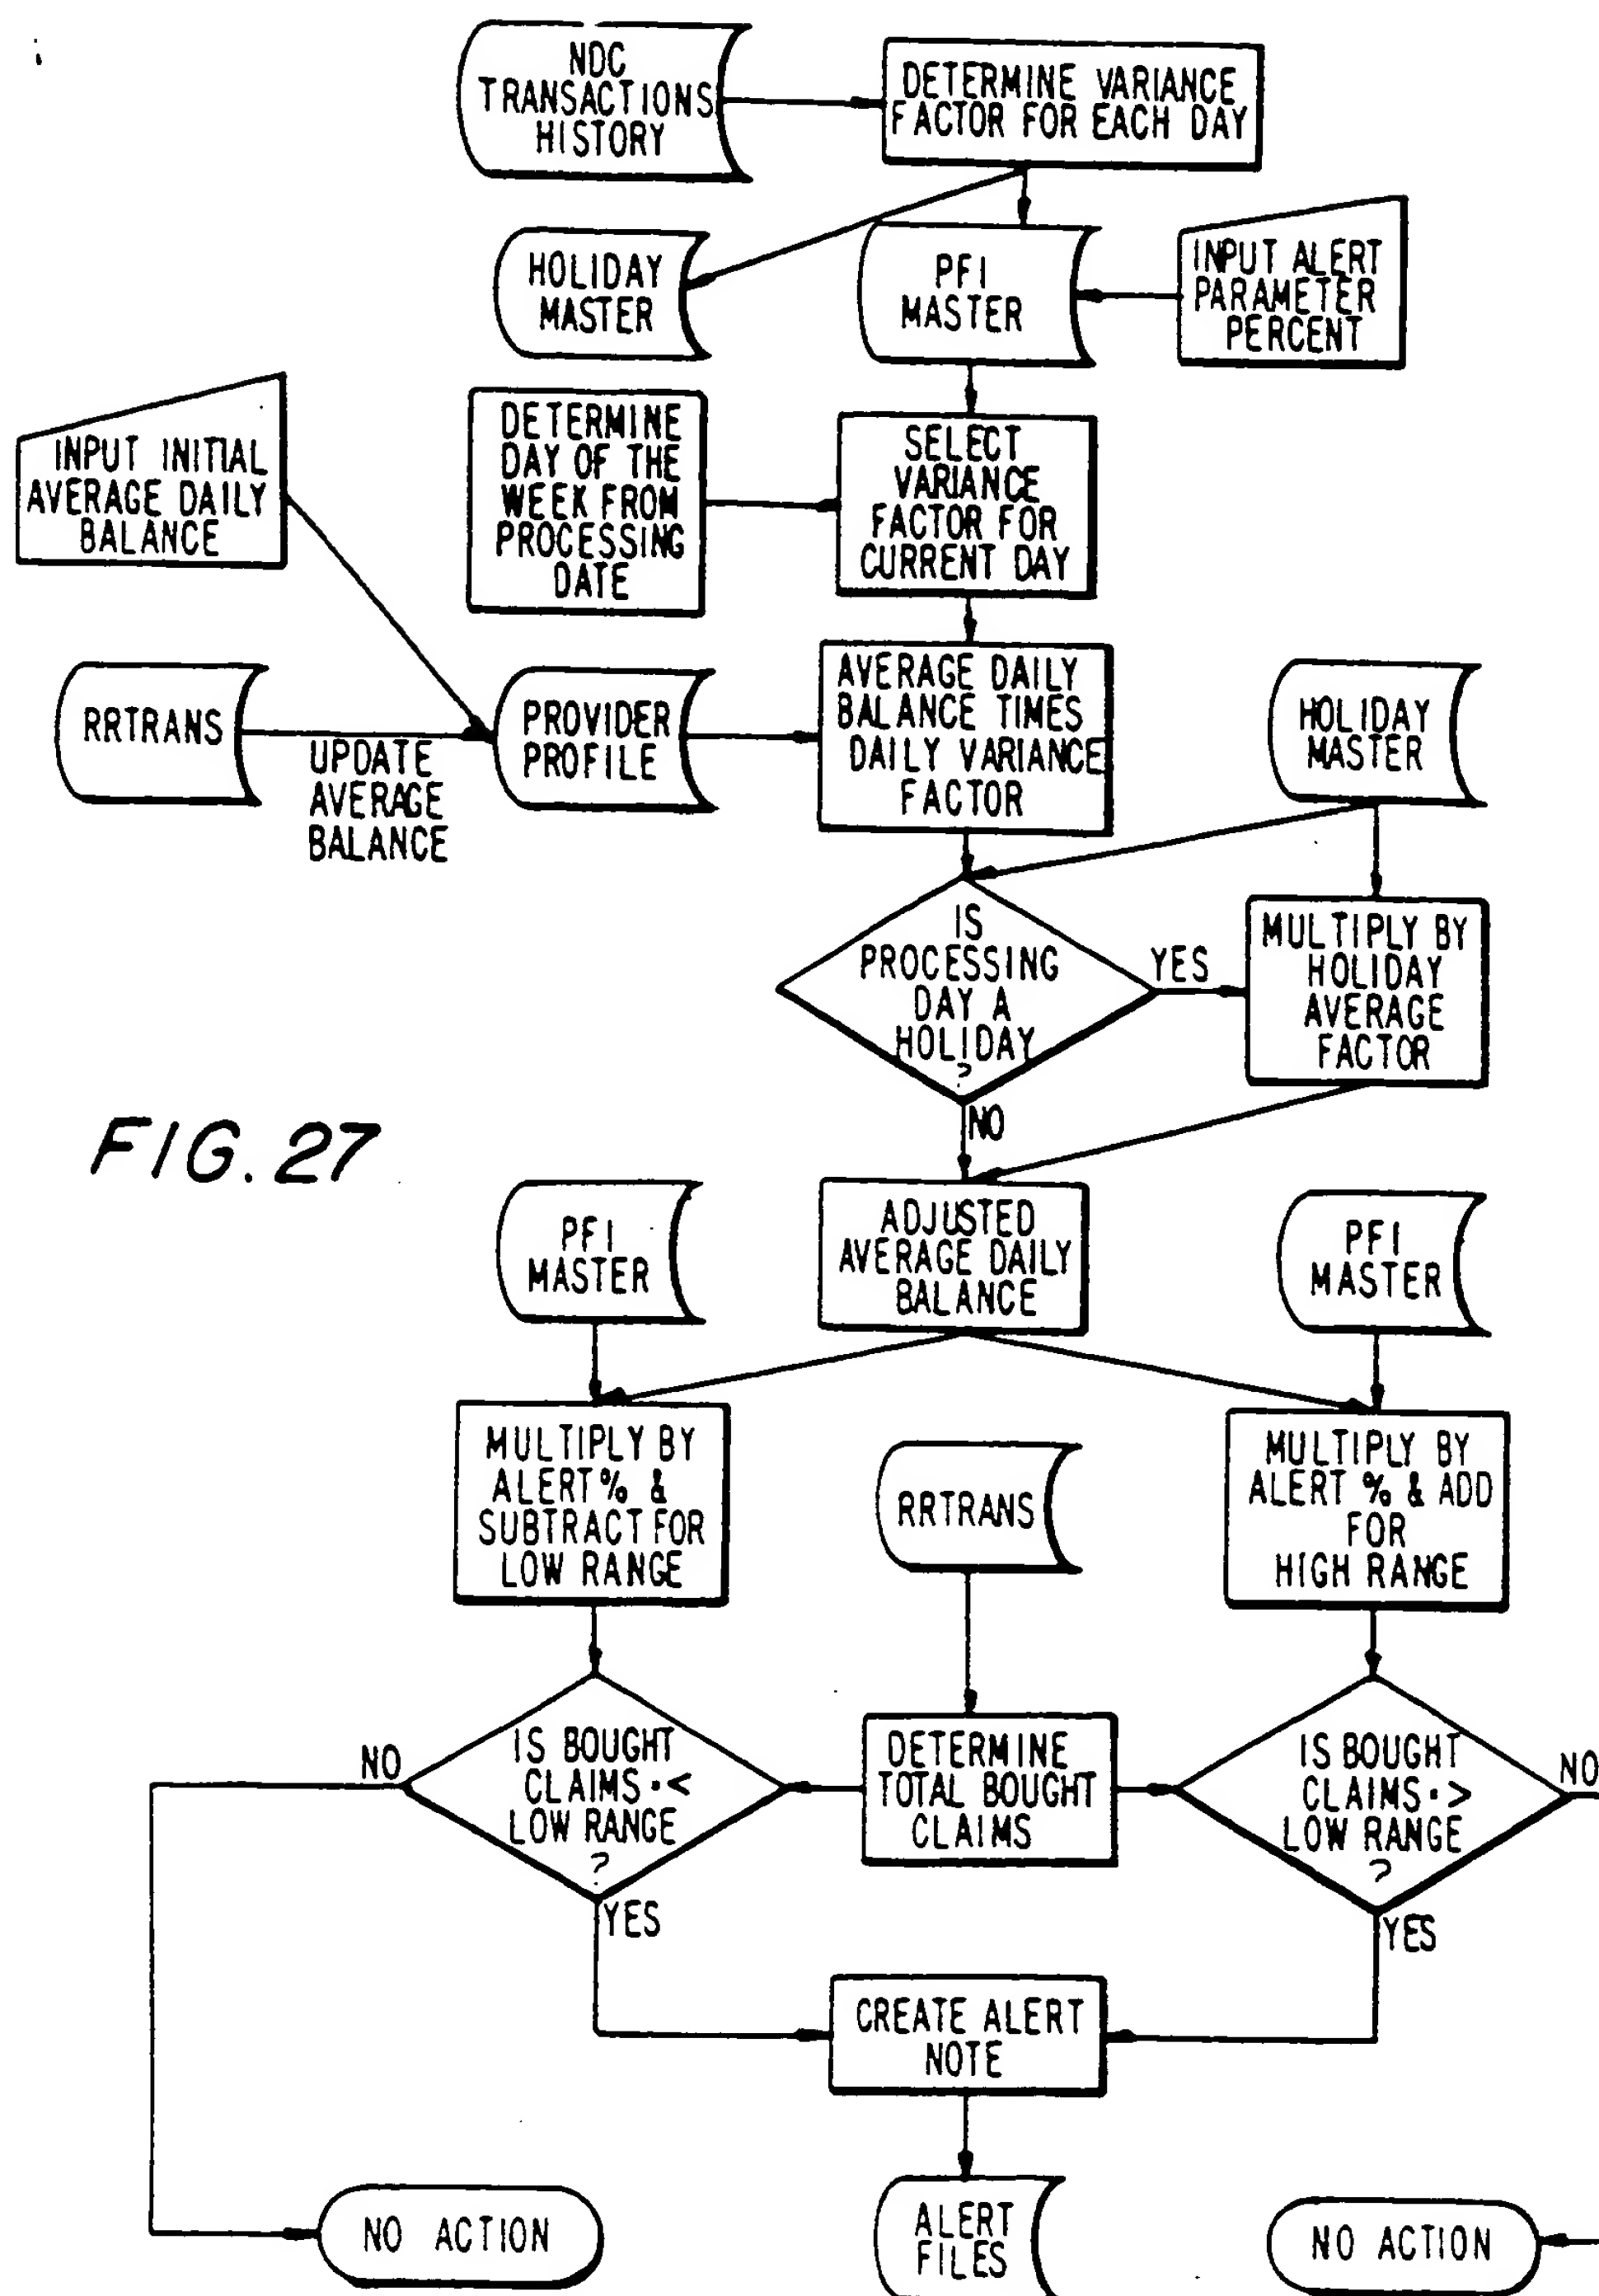 NDC
TRANSACTIONS
HISTORY
DETERMINE VARIANCE
FACTOR FOR EACH DAY
HOLIDAY
MASTER
PFI
MASTER
INPUT ALERT
PARAMETER
PERCENT
INPUT INITIAL
AVERAGE DAILY
BALANCE
DETERMINE
DAY OF THE
WEEK FROM
PROCESSING
DATE
SELECT
VARIANCE
FACTOR FOR
CURRENT DAY
RRTRANS
UPDATE
AVERAGE
BALANCE
PROVIDER
PROFILE
AVERAGE DAILY
BALANCE TIMES
DAILY VARIANCE
FACTOR
HOLIDAY
MASTER
IS
PROCESSING
DAY A
HOLIDAY
?
YES
MULTIPLY BY
HOLIDAY
AVERAGE
FACTOR
NO
FIG. 27
PFI
MASTER
ADJUSTED
AVERAGE DAILY
BALANCE
PFI
MASTER
MULTIPLY BY
ALERT % &
SUBTRACT FOR
LOW RANGE
RRTRANS
MULTIPLY BY
ALERT % & ADD
FOR
HIGH RANGE
NO
IS BOUGHT
CLAIMS · <
LOW RANGE
?
YES
DETERMINE
TOTAL BOUGHT
CLAIMS
IS BOUGHT
CLAIMS · >
LOW RANGE
?
NO
YES
CREATE ALERT
NOTE
NO ACTION
ALERT
FILES
NO ACTION